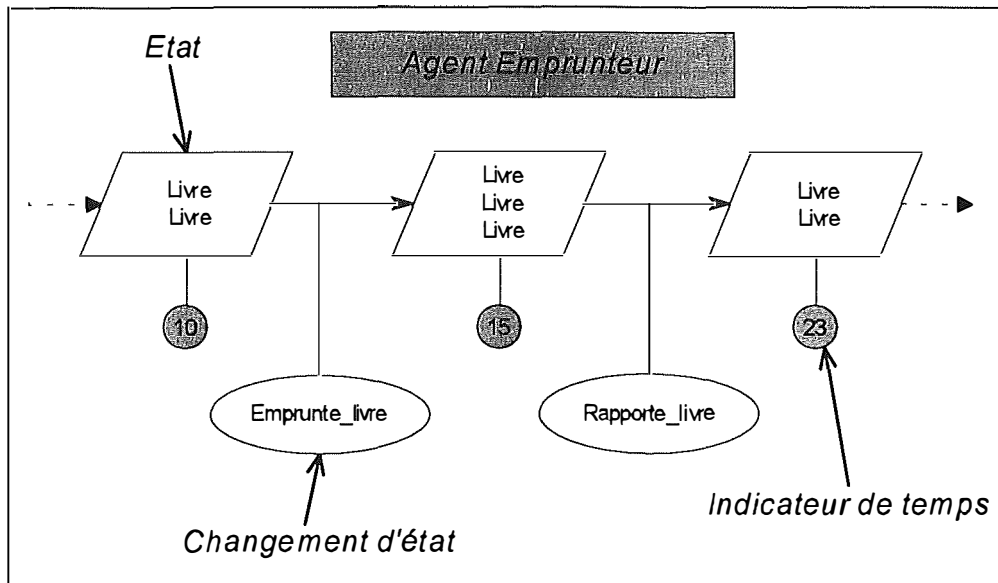 Etat
Agent Emprunteur
Livre
Livre
Livre
Livre
Livre
Livre
Livre
10
15
23
Emprunte_livre
Rapporte_livre
Indicateur de temps
Changement d'état